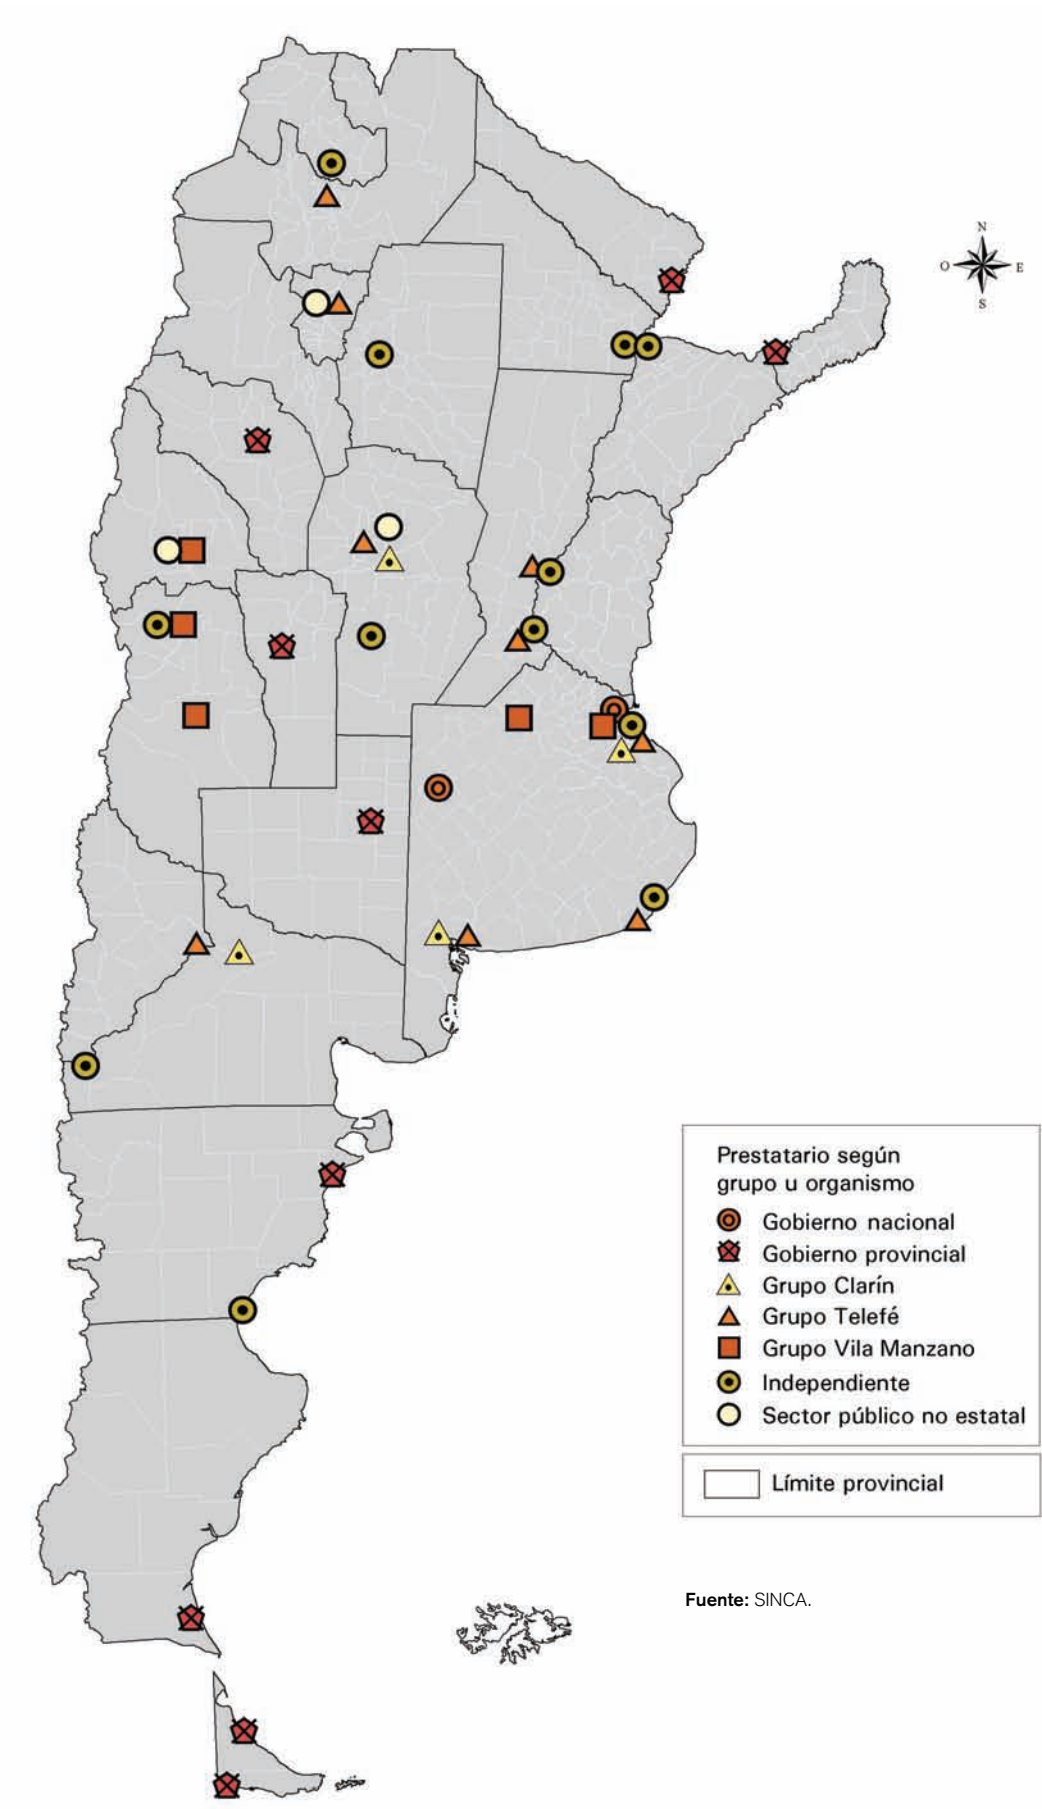 N
O
E
S
Prestatario según
grupo u organismo
Gobierno nacional
Gobierno provincial
Grupo Clarín
Grupo Telefé
Grupo Vila Manzano
Independiente
Sector público no estatal
Límite provincial
Fuente: SINCA.